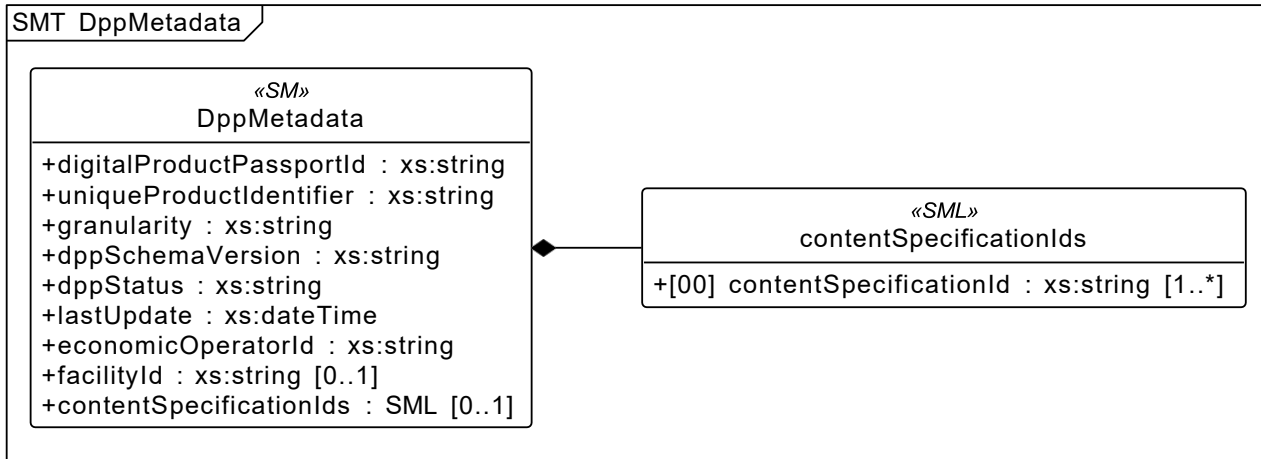 SMT DppMetadata
«SM»
DppMetadata
+digitalProductPassportId : xs:string
+uniqueProductIdentifier : xs:string
+granularity : xs:string
+dppSchemaVersion : xs:string
+dppStatus : xs:string
+lastUpdate : xs:dateTime
+economicOperatorId : xs:string
+facilityId : xs:string [0..1]
+contentSpecificationIds : SML [0..1]
«SML»
contentSpecificationIds
+[00] contentSpecificationId : xs:string [1..*]